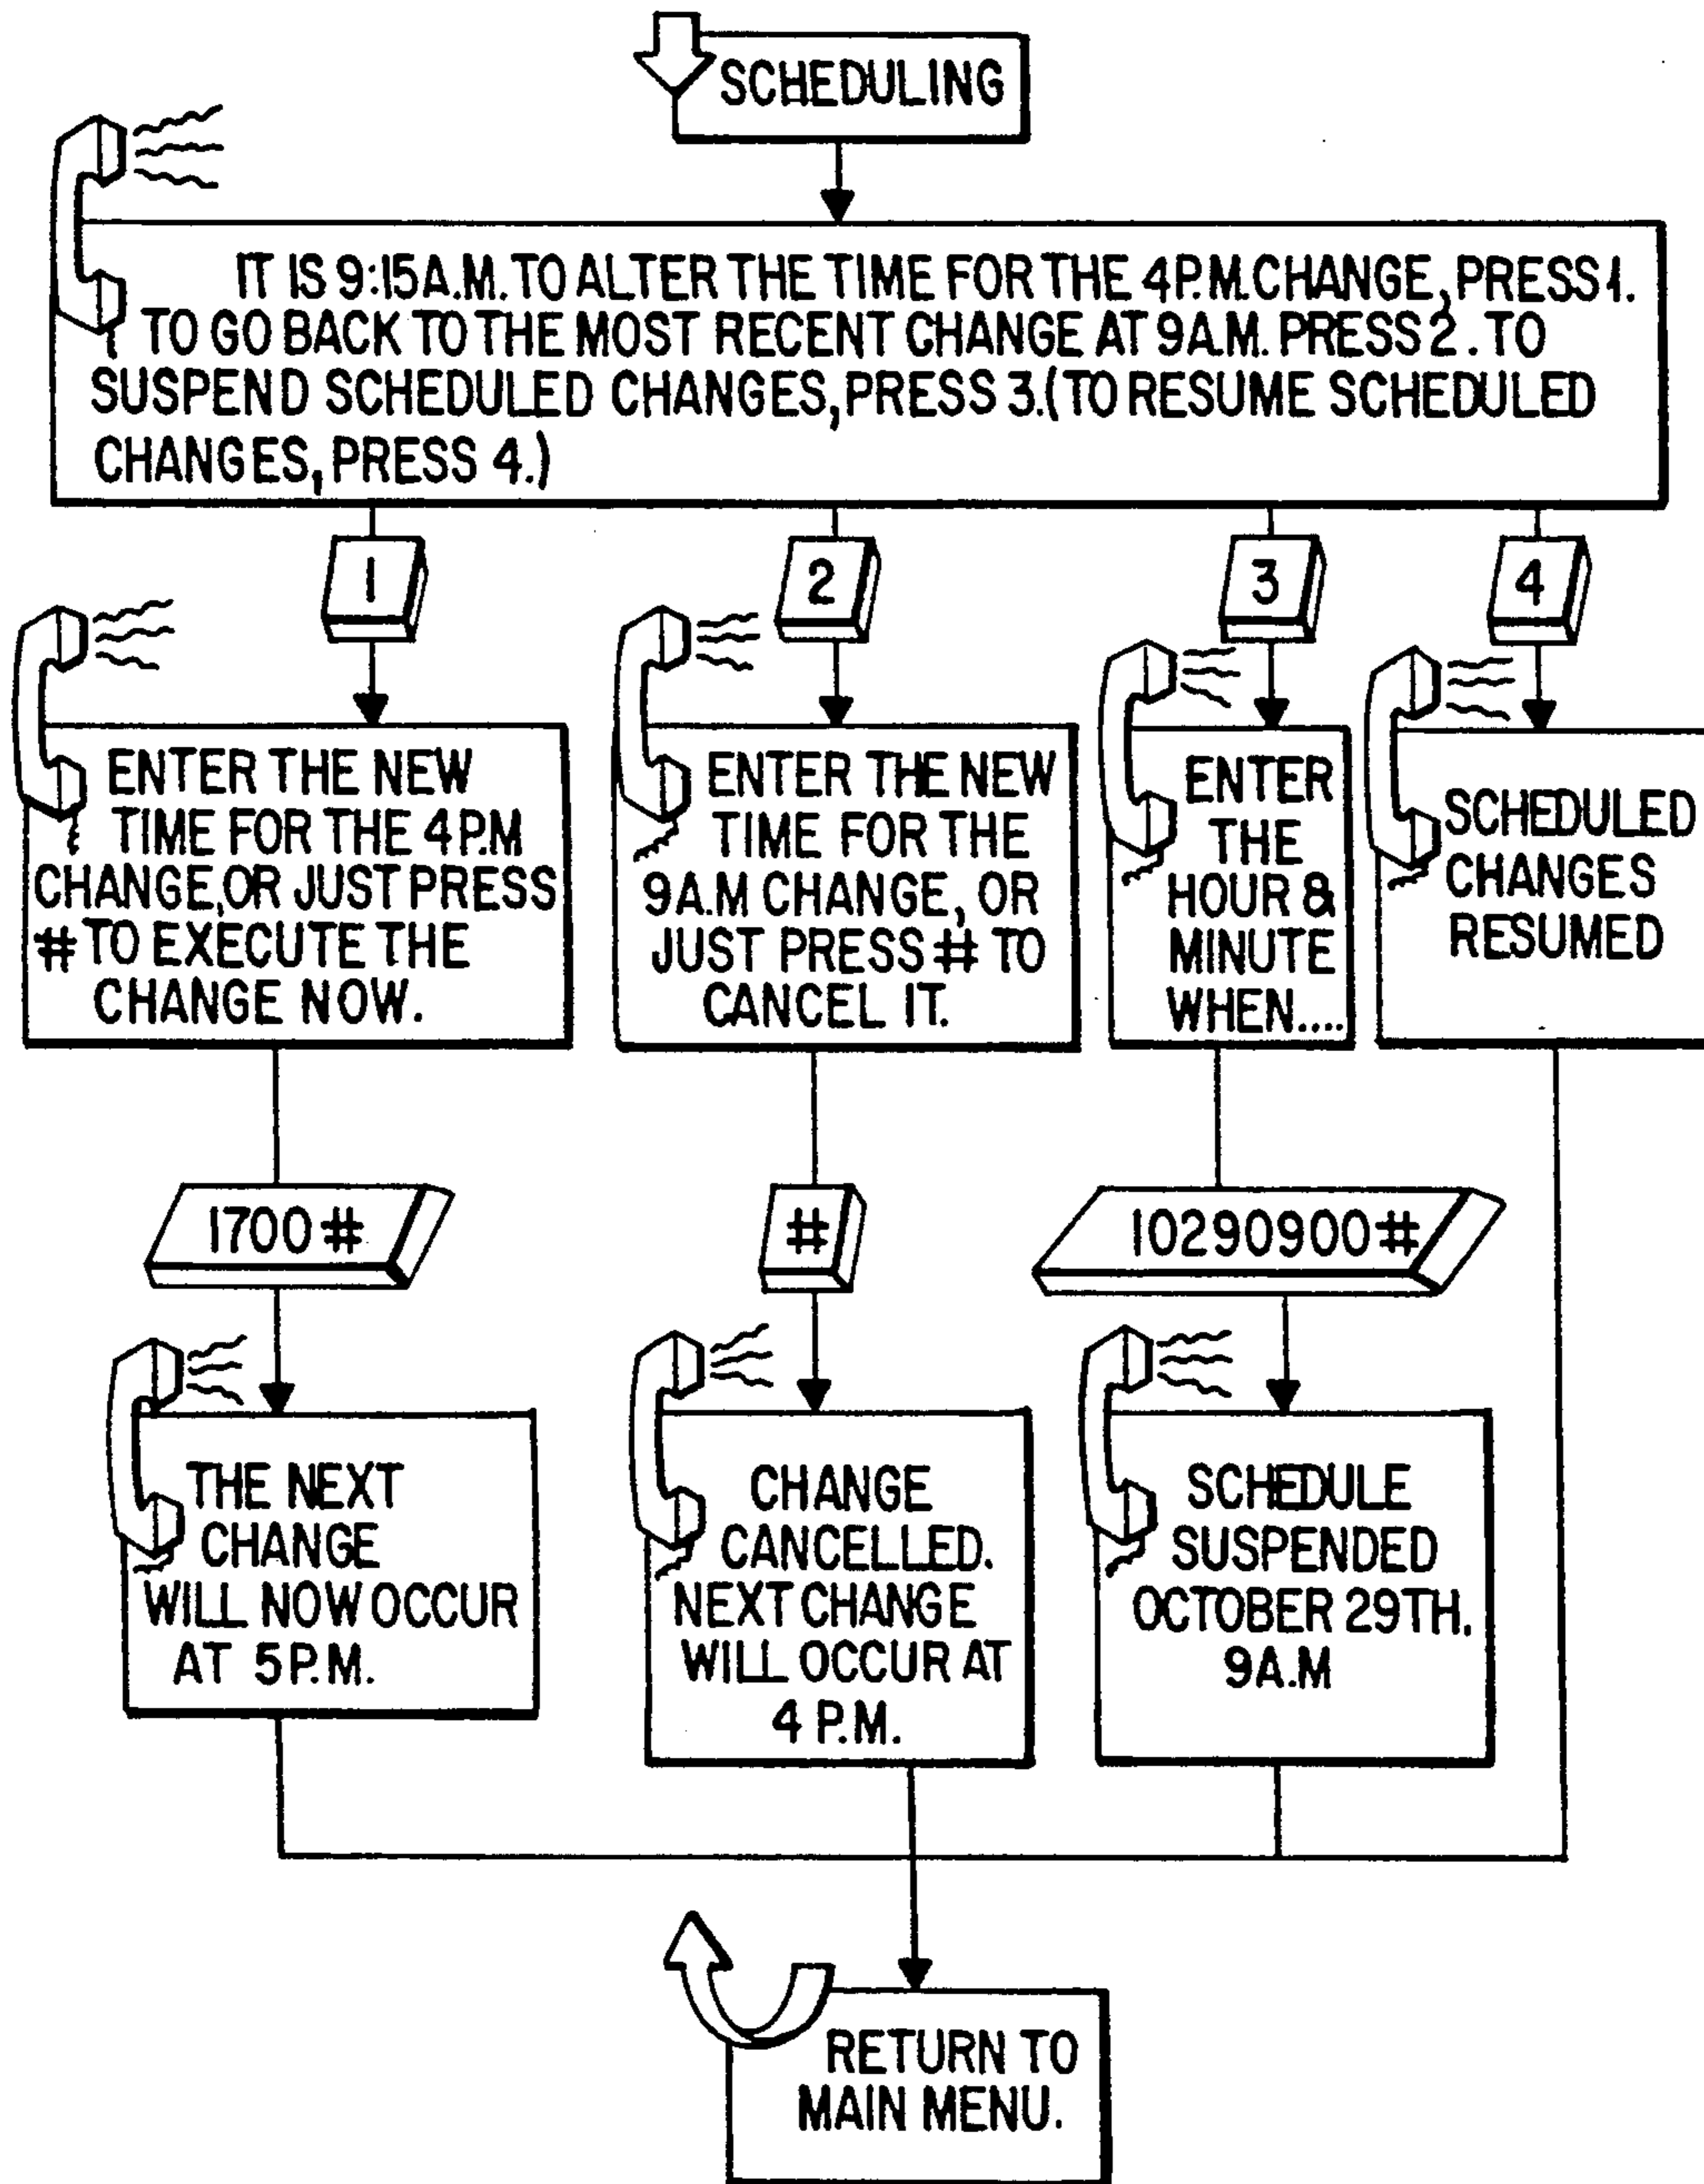 SCHEDULING
IT IS 9:15A.M. TO ALTER THE TIME FOR THE 4P.M. CHANGE, PRESS 1.
TO GO BACK TO THE MOST RECENT CHANGE AT 9A.M. PRESS 2. TO
SUSPEND SCHEDULED CHANGES, PRESS 3. (TO RESUME SCHEDULED
CHANGES, PRESS 4.)
1
2
3
4
ENTER THE NEW
TIME FOR THE 4P.M
CHANGE, OR JUST PRESS
# TO EXECUTE THE
CHANGE NOW.
ENTER THE NEW
TIME FOR THE
9A.M CHANGE, OR
JUST PRESS # TO
CANCEL IT.
ENTER
THE
HOUR &
MINUTE
WHEN....
SCHEDULED
CHANGES
RESUMED
1700#
#
10290900#
THE NEXT
CHANGE
WILL NOW OCCUR
AT 5P.M.
CHANGE
CANCELLED.
NEXT CHANGE
WILL OCCUR AT
4 P.M.
SCHEDULE
SUSPENDED
OCTOBER 29TH.
9A.M
RETURN TO
MAIN MENU.